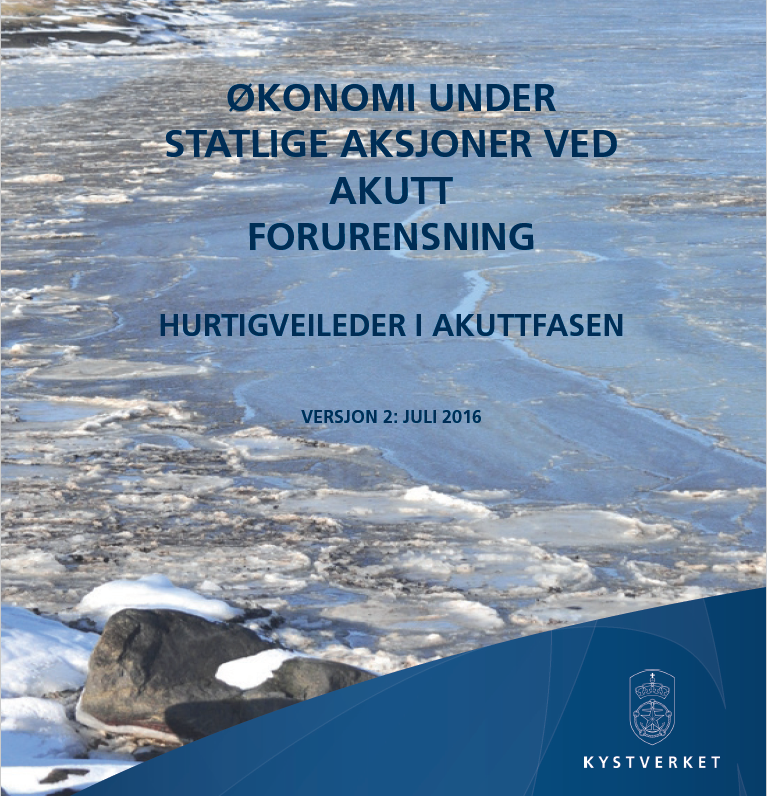 ØKONOMI UNDER
STATLIGE AKSJONER VED
AKUTT
FORURENSNING
HURTIGVEILEDER I AKUTTFASEN
VERSJON 2: JULI 2016
KYSTVERKET